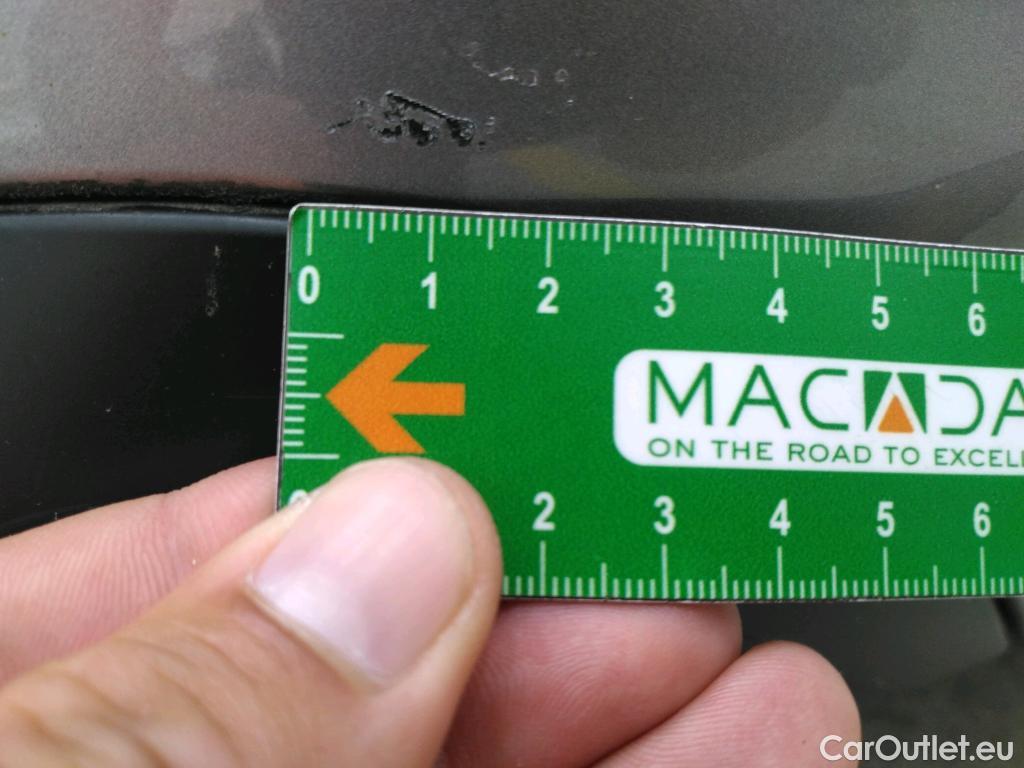 0 1 2 3 4 5 6
MACADA
ON THE ROAD TO EXCELL
2 3 4 5 6
CarOutlet.eu